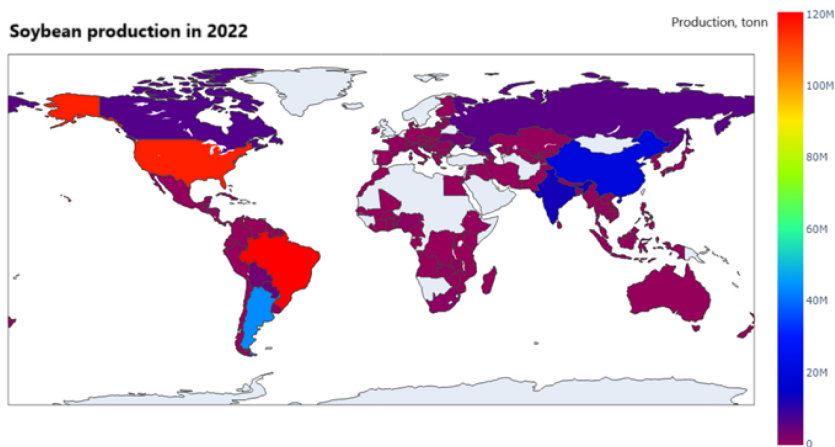 Soybean production in 2022
Production, tonn
120M
100M
80M
60M
40M
20M
0